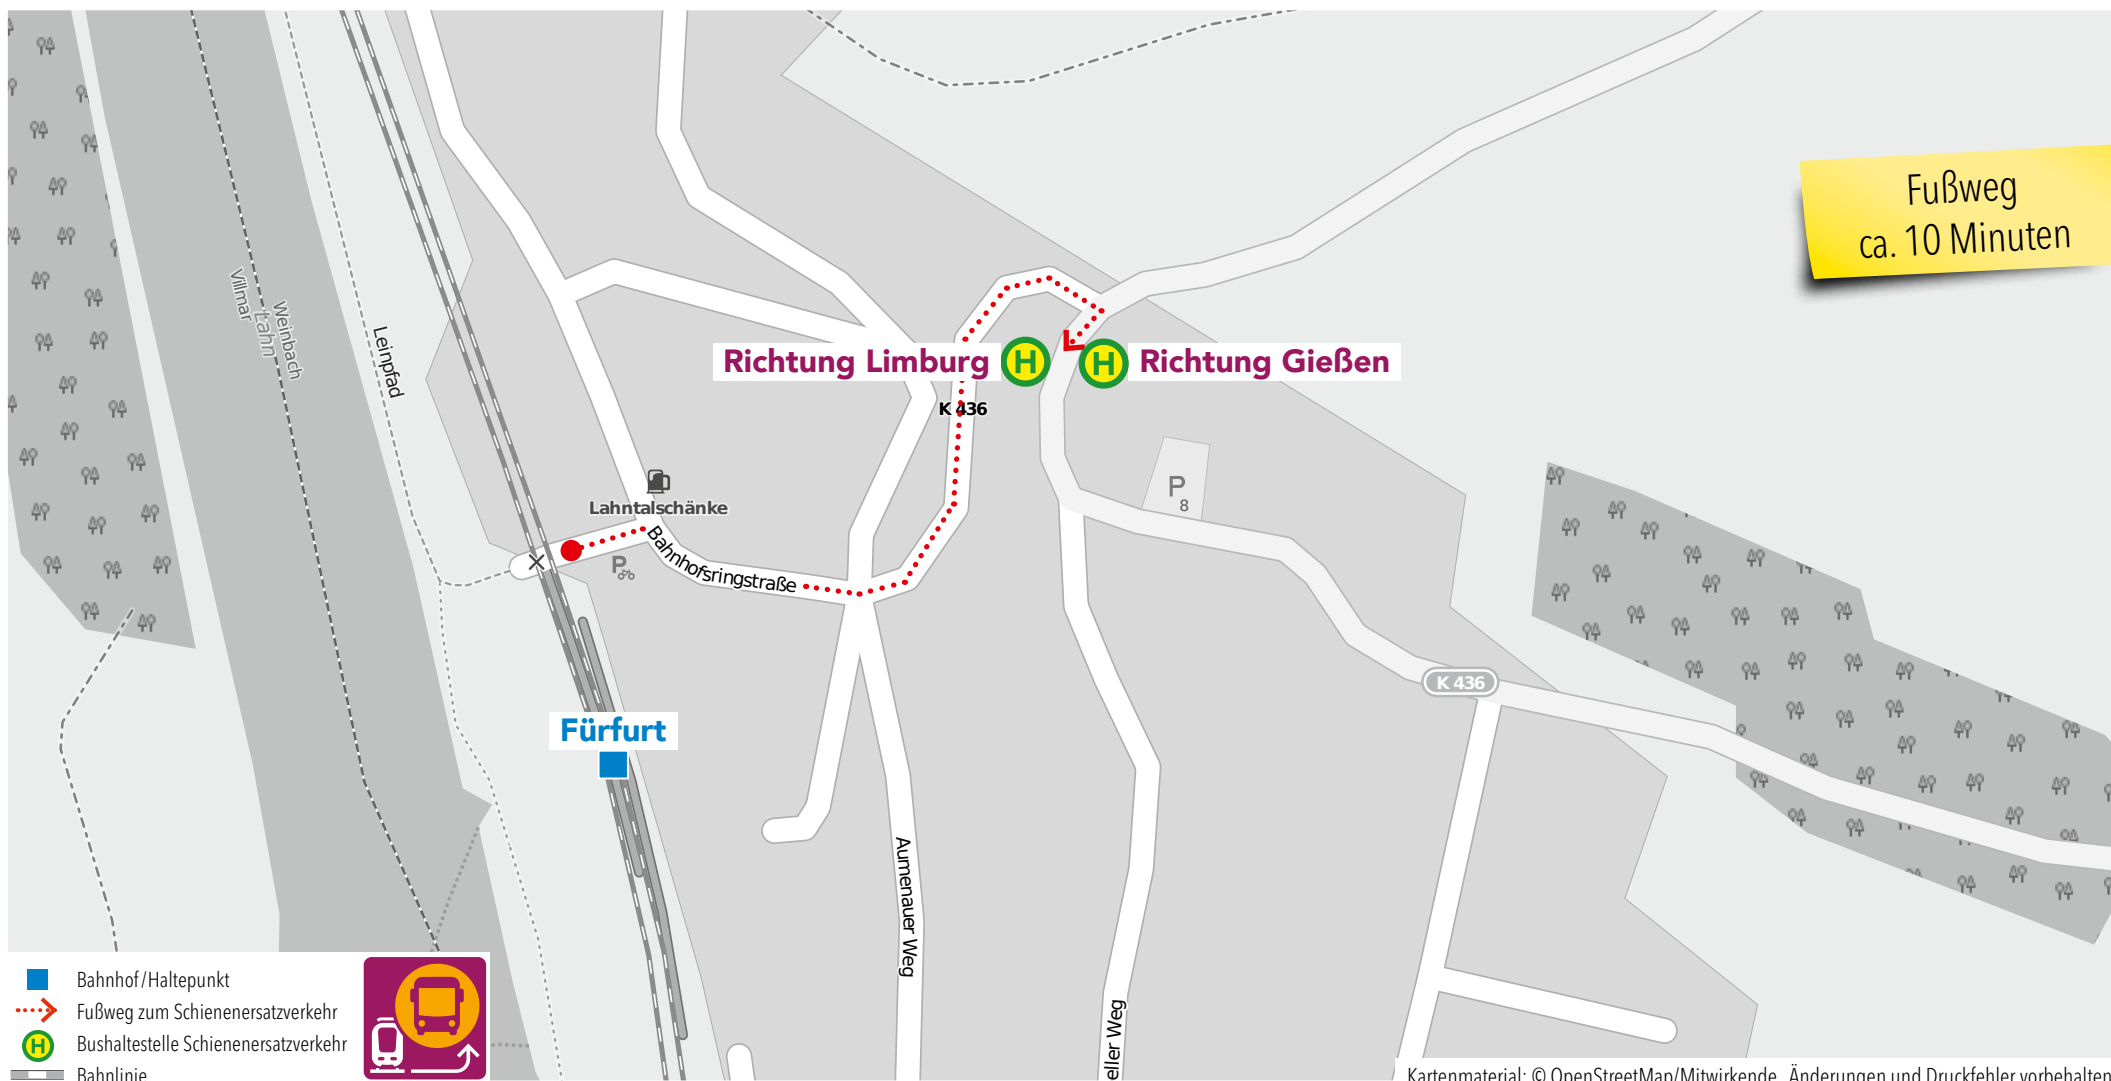 Fußweg
ca. 10 Minuten
Villmar
Lahn
Weinbach
Leinpfad
Richtung Limburg
H
H
Richtung Gießen
K 436
Lahntalschänke
P
8
P
Bahnhofsringstraße
K 436
Fürfurt
Aumenauer Weg
eller Weg
Bahnhof/Haltepunkt
Fußweg zum Schienenersatzverkehr
H
Bushaltestelle Schienenersatzverkehr
Bahnlinie
Kartenmaterial: © OpenStreetMap/Mitwirkende, Änderungen und Druckfehler vorbehalten